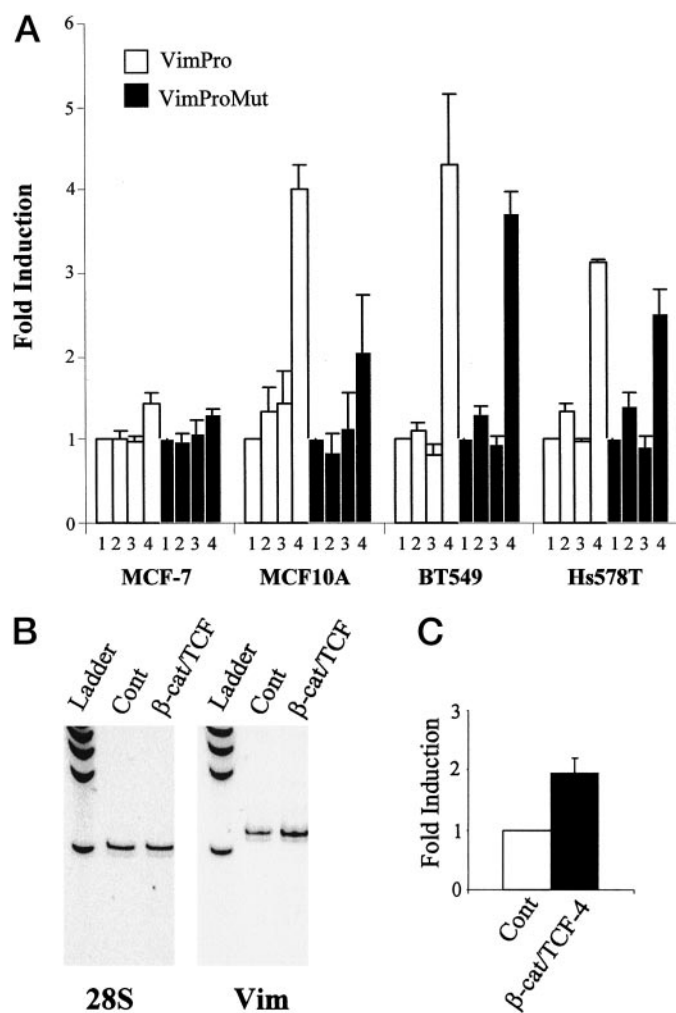 A
6
5
4
3
2
1
0
Fold Induction
VimPro
VimProMut
1 2 3 4 1 2 3 4 1 2 3 4 1 2 3 4 1 2 3 4 1 2 3 4 1 2 3 4 1 2 3 4
MCF-7 MCF10A BT549 Hs578T
B
Ladder Cont β-cat/TCF Ladder Cont β-cat/TCF
28S Vim
C
3
2
1
0
Fold Induction
Cont β-cat/TCF-4